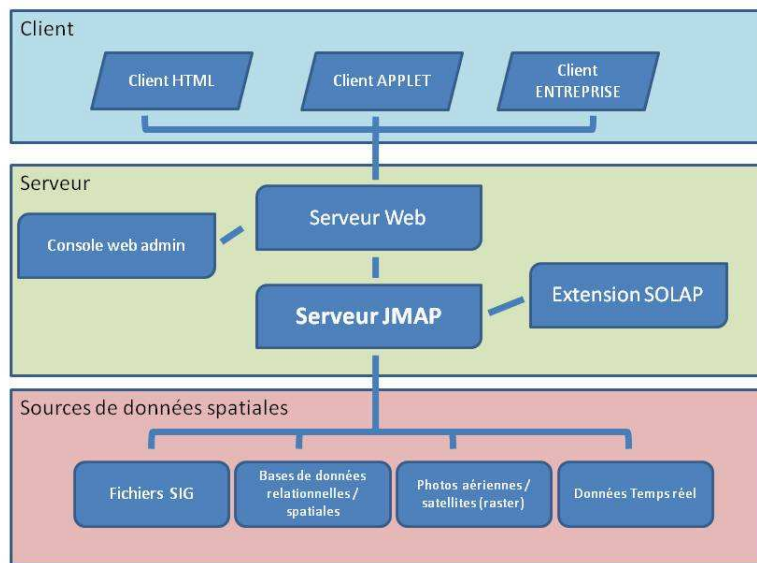 Client
Client HTML
Client APPLET
Client
ENTREPRISE
Serveur
Serveur Web
Console web admin
Extension SOLAP
Serveur JMAP
Sources de données spatiales
Fichiers SIG
Bases de données
relationnelles /
spatiales
Photos aériennes /
satellites (raster)
Données Temps réel